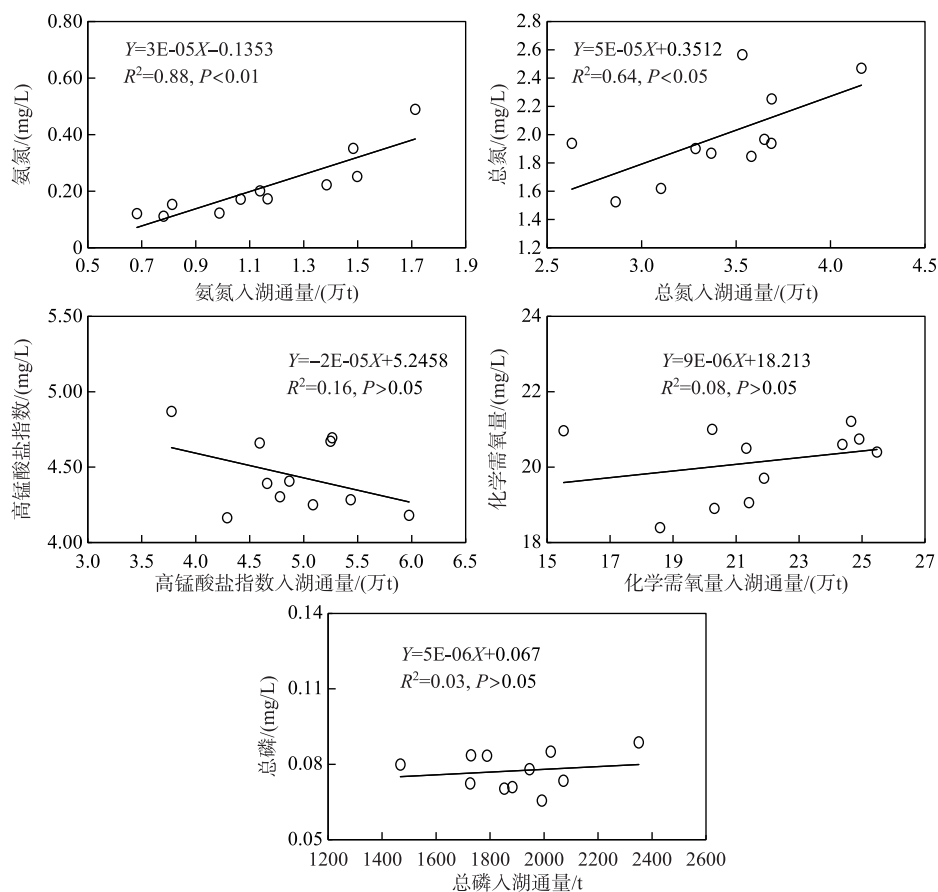 0.80
0.60
0.40
0.20
0
氨氮/(mg/L)
Y=3E-05X−0.1353
R²=0.88, P<0.01
0.5 0.7 0.9 1.1 1.3 1.5 1.7 1.9
氨氮入湖通量/(万t)
2.8
2.6
2.4
2.2
2.0
1.8
1.6
1.4
1.2
总氮/(mg/L)
Y=5E-05X+0.3512
R²=0.64, P<0.05
2.5 3.0 3.5 4.0 4.5
总氮入湖通量/(万t)
5.50
5.00
4.50
4.00
高锰酸盐指数/(mg/L)
Y=−2E-05X+5.2458
R²=0.16, P>0.05
3.0 3.5 4.0 4.5 5.0 5.5 6.0 6.5
高锰酸盐指数入湖通量/(万t)
24
22
20
18
化学需氧量/(mg/L)
Y=9E-06X+18.213
R²=0.08, P>0.05
15 17 19 21 23 25 27
化学需氧量入湖通量/(万t)
0.14
0.11
0.08
0.05
总磷/(mg/L)
Y=5E-06X+0.067
R²=0.03, P>0.05
1200 1400 1600 1800 2000 2200 2400 2600
总磷入湖通量/t